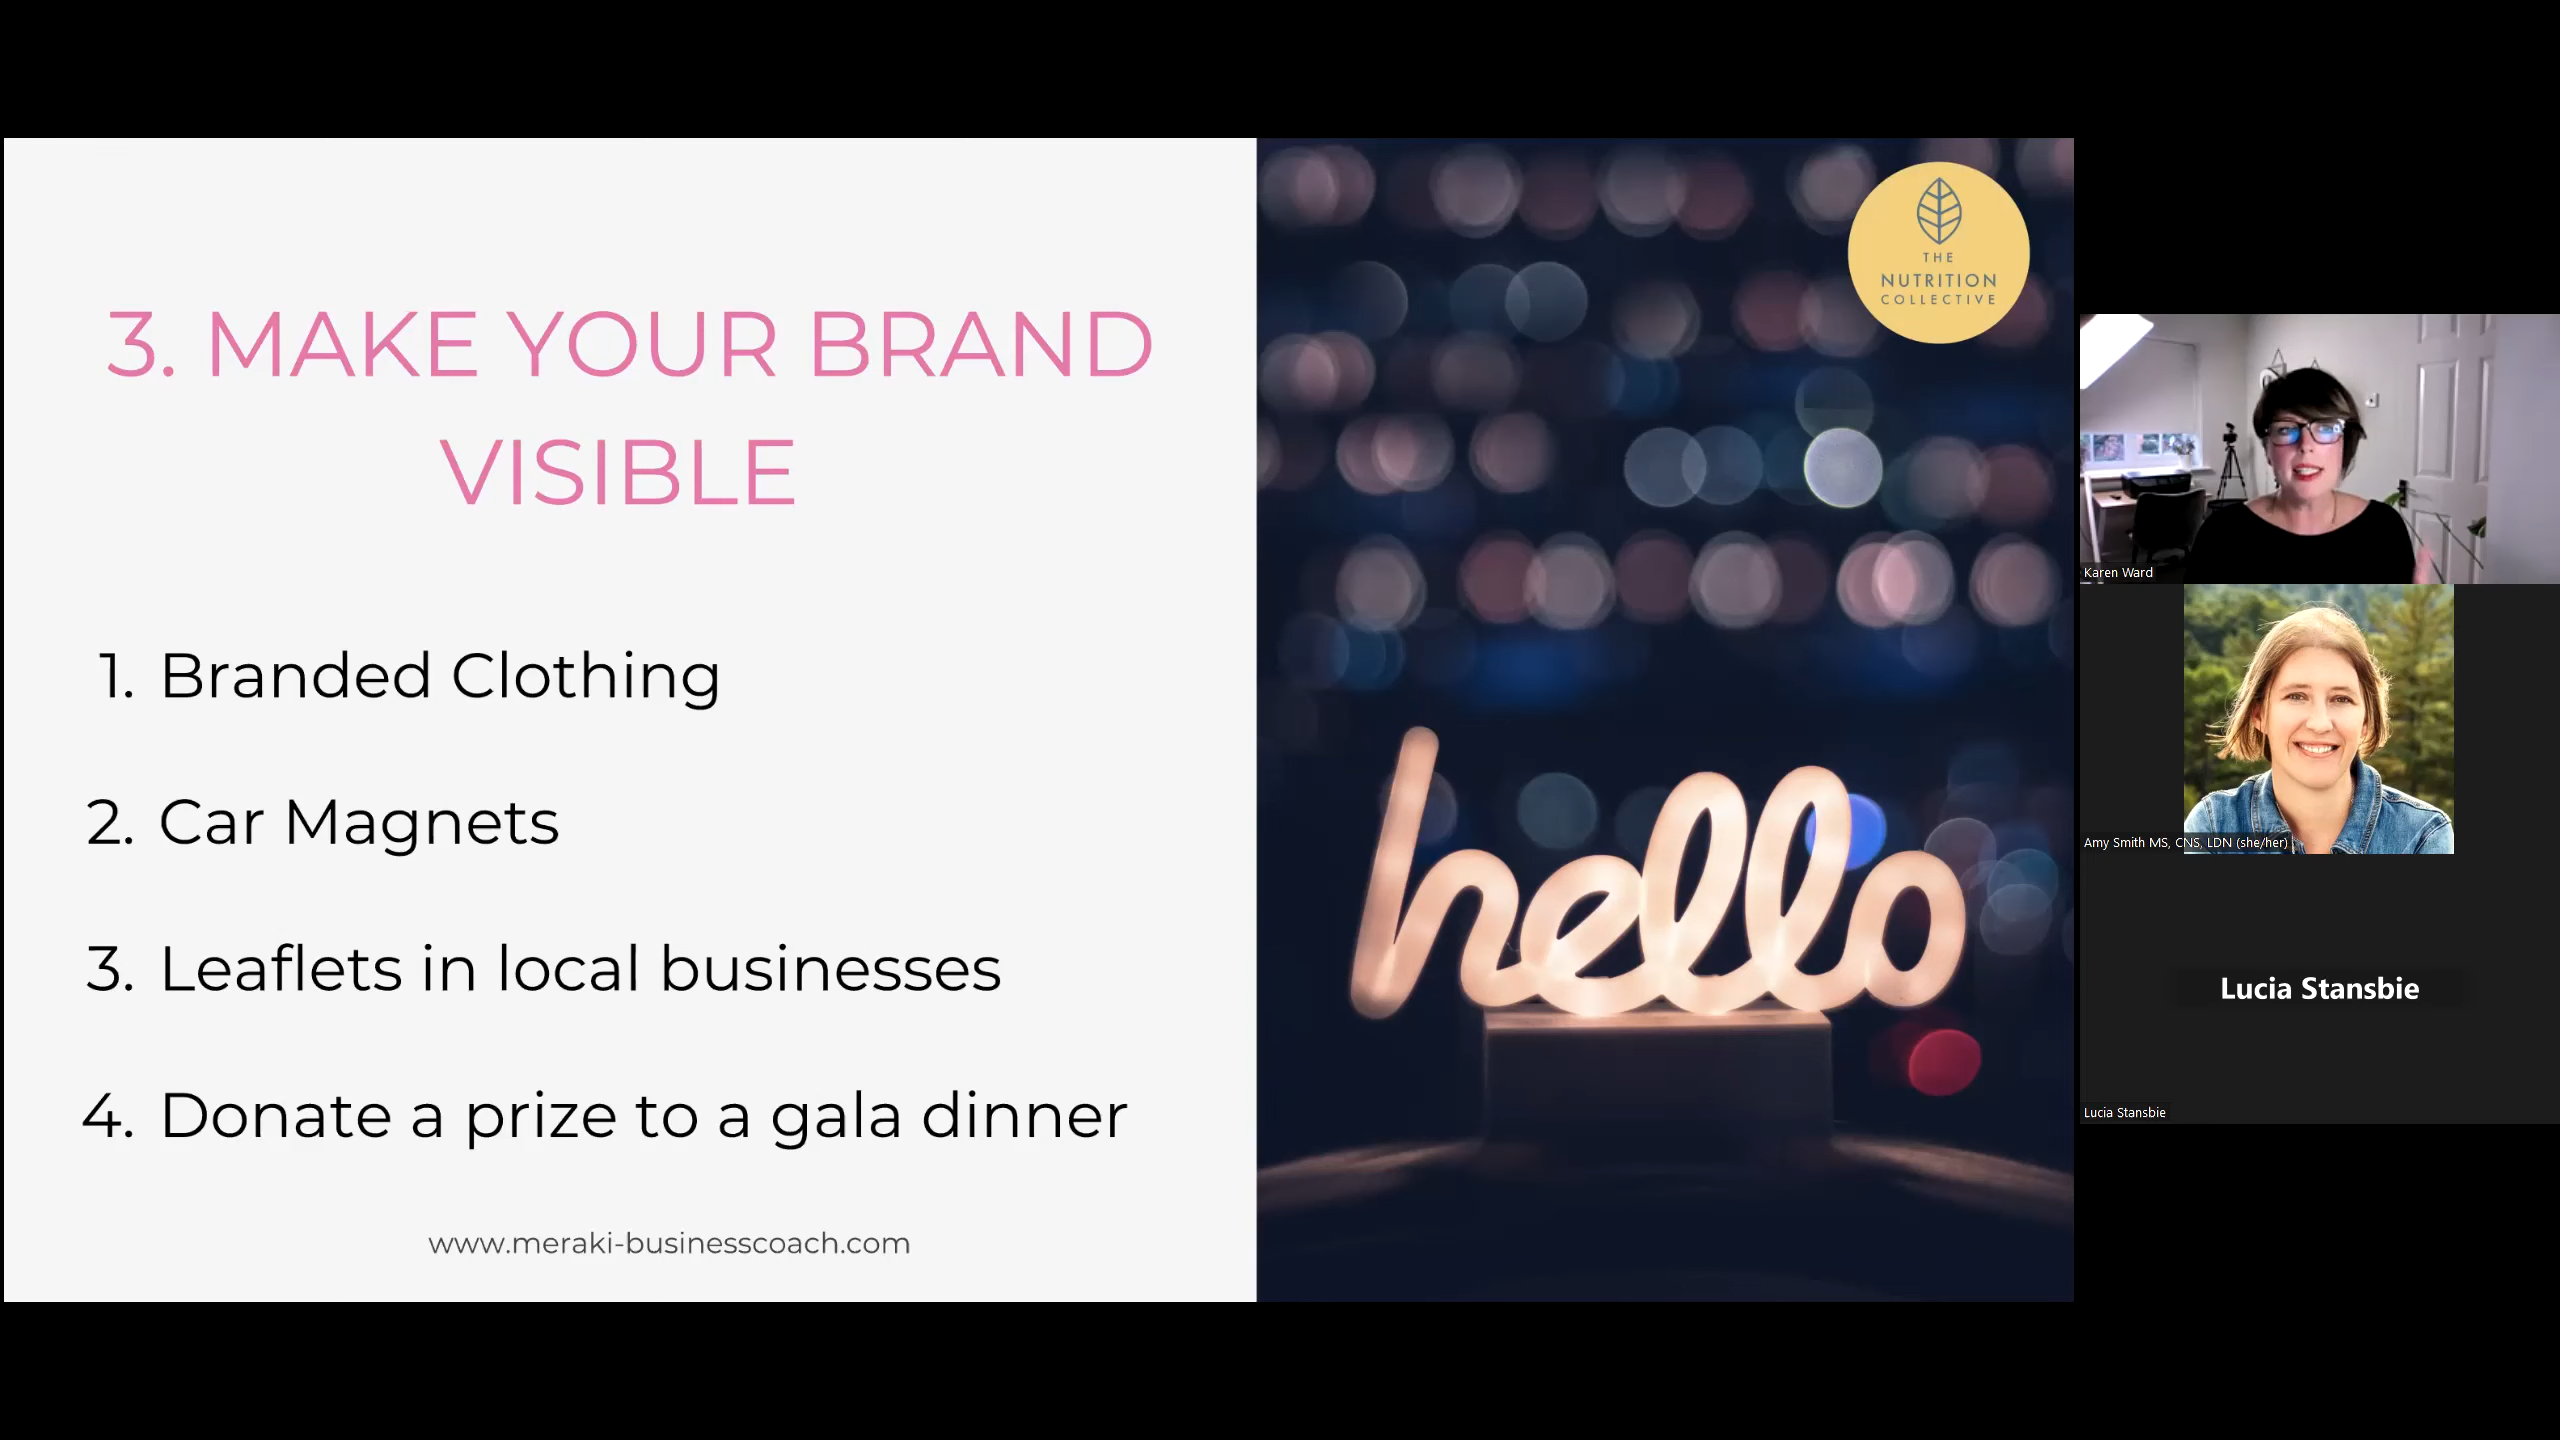 3. MAKE YOUR BRAND
VISIBLE
1. Branded Clothing
2. Car Magnets
3. Leaflets in local businesses
4. Donate a prize to a gala dinner
www.meraki-businesscoach.com
THE
NUTRITION
COLLECTIVE
hello
Karen Ward
Amy Smith MS, CNS, LDN (she/her)
Lucia Stansbie
Lucia Stansbie